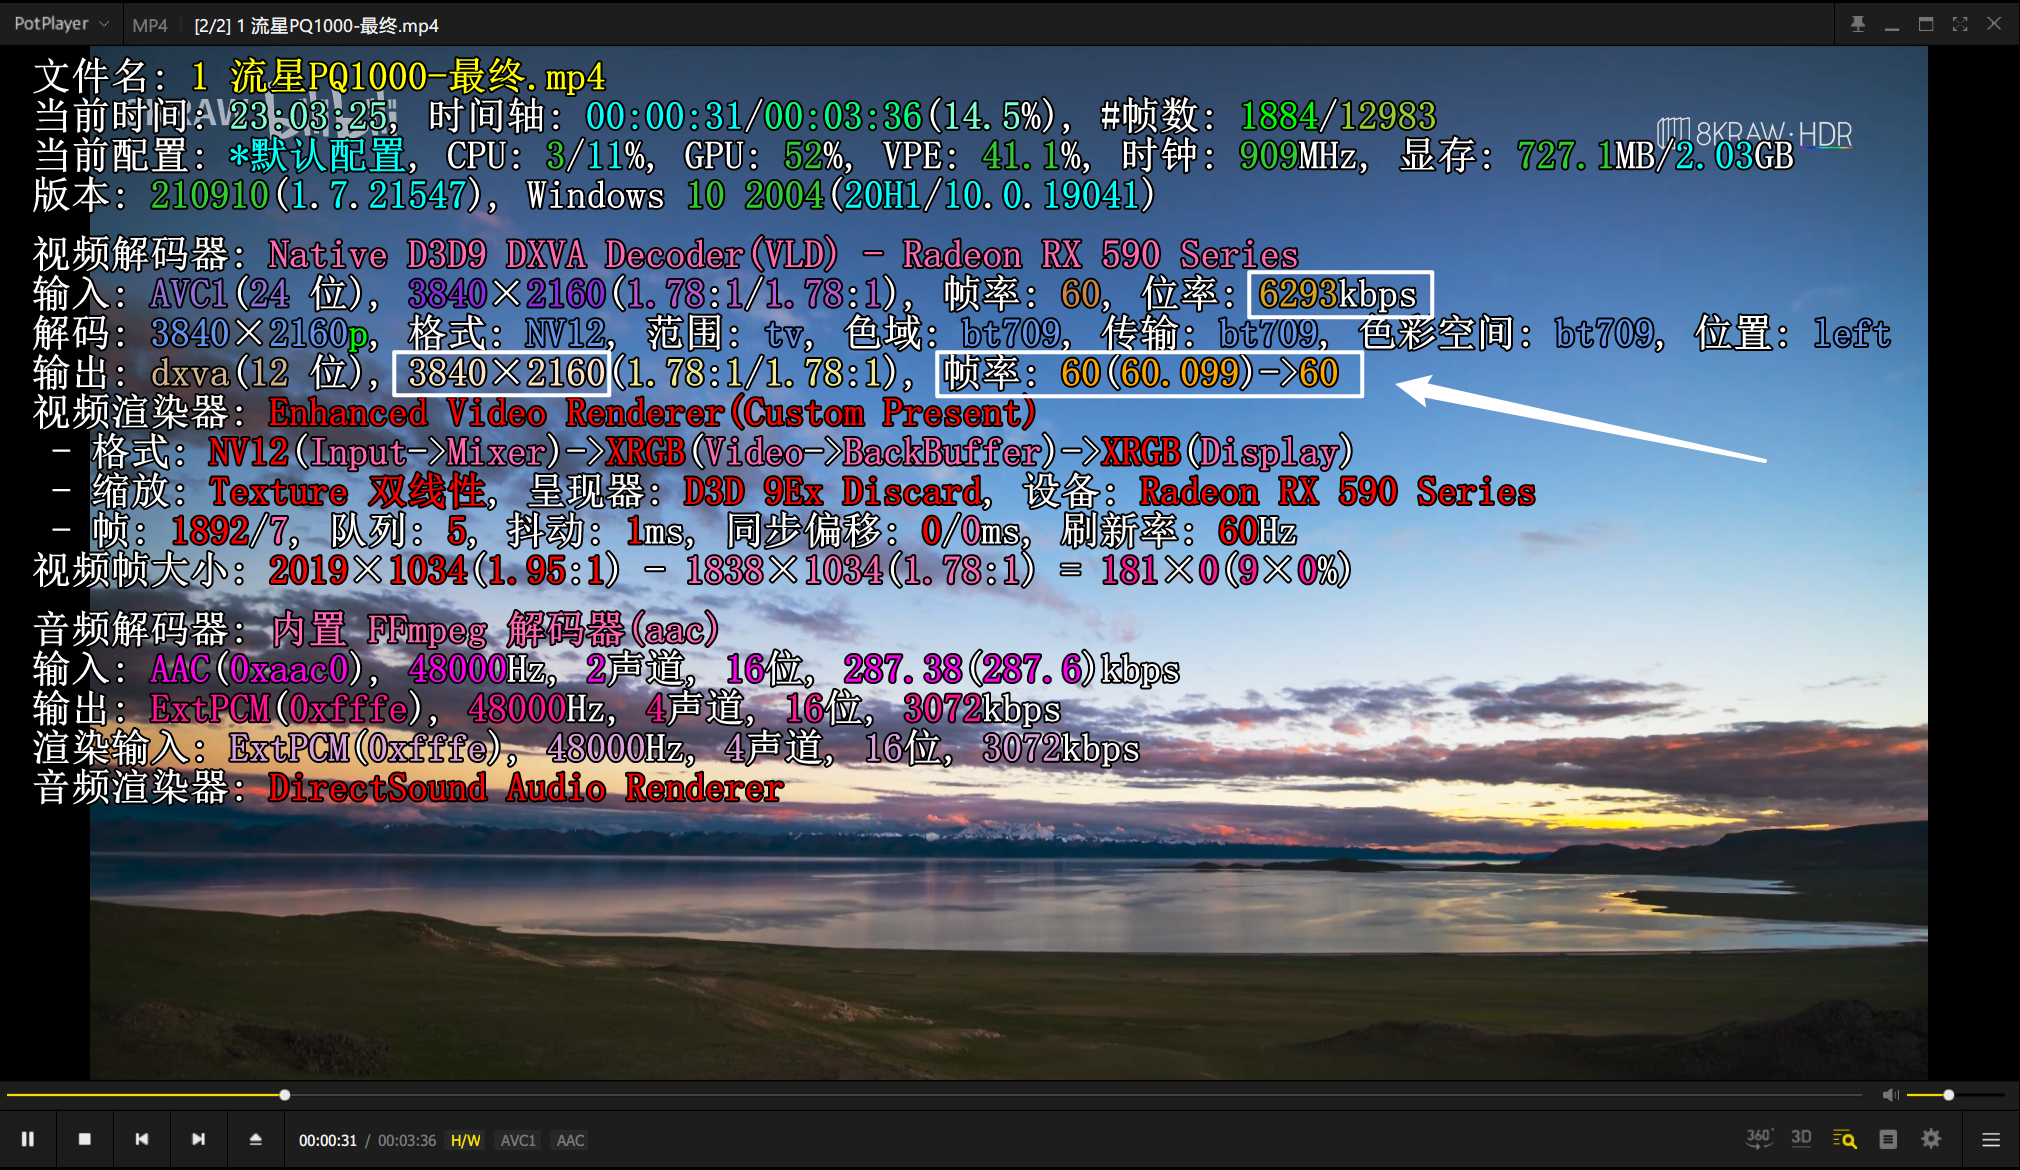 PotPlayer MP4 [2/2] 1 流星PQ1000-最终.mp4
文件名: 1 流星PQ1000-最终.mp4
当前时间: 23:03:25, 时间轴: 00:00:31/00:03:36(14.5%), #帧数: 1884/12983
8KRAW·HDR
当前配置: *默认配置, CPU: 3/11%, GPU: 52%, VPE: 41.1%, 时钟: 909MHz, 显存: 727.1MB/2.03GB
版本: 210910(1.7.21547), Windows 10 2004(20H1/10.0.19041)
视频解码器: Native D3D9 DXVA Decoder(VLD) - Radeon RX 590 Series
输入: AVC1(24 位), 3840×2160(1.78:1/1.78:1), 帧率: 60, 位率: 6293kbps
解码: 3840×2160p, 格式: NV12, 范围: tv, 色域: bt709, 传输: bt709, 色彩空间: bt709, 位置: left
输出: dxva(12 位), 3840×2160(1.78:1/1.78:1), 帧率: 60(60.099)->60
视频渲染器: Enhanced Video Renderer(Custom Present)
- 格式: NV12(Input->Mixer)->XRGB(Video->BackBuffer)->XRGB(Display)
- 缩放: Texture 双线性, 呈现器: D3D 9Ex Discard, 设备: Radeon RX 590 Series
- 帧: 1892/7, 队列: 5, 抖动: 1ms, 同步偏移: 0/0ms, 刷新率: 60Hz
视频帧大小: 2019×1034(1.95:1) - 1838×1034(1.78:1) = 181×0(9×0%)
音频解码器: 内置 FFmpeg 解码器(aac)
输入: AAC(0xaac0), 48000Hz, 2声道, 16位, 287.38(287.6)kbps
输出: ExtPCM(0xfffe), 48000Hz, 4声道, 16位, 3072kbps
渲染输入: ExtPCM(0xfffe), 48000Hz, 4声道, 16位, 3072kbps
音频渲染器: DirectSound Audio Renderer
00:00:31 / 00:03:36 H/W AVC1 AAC 360° 3D